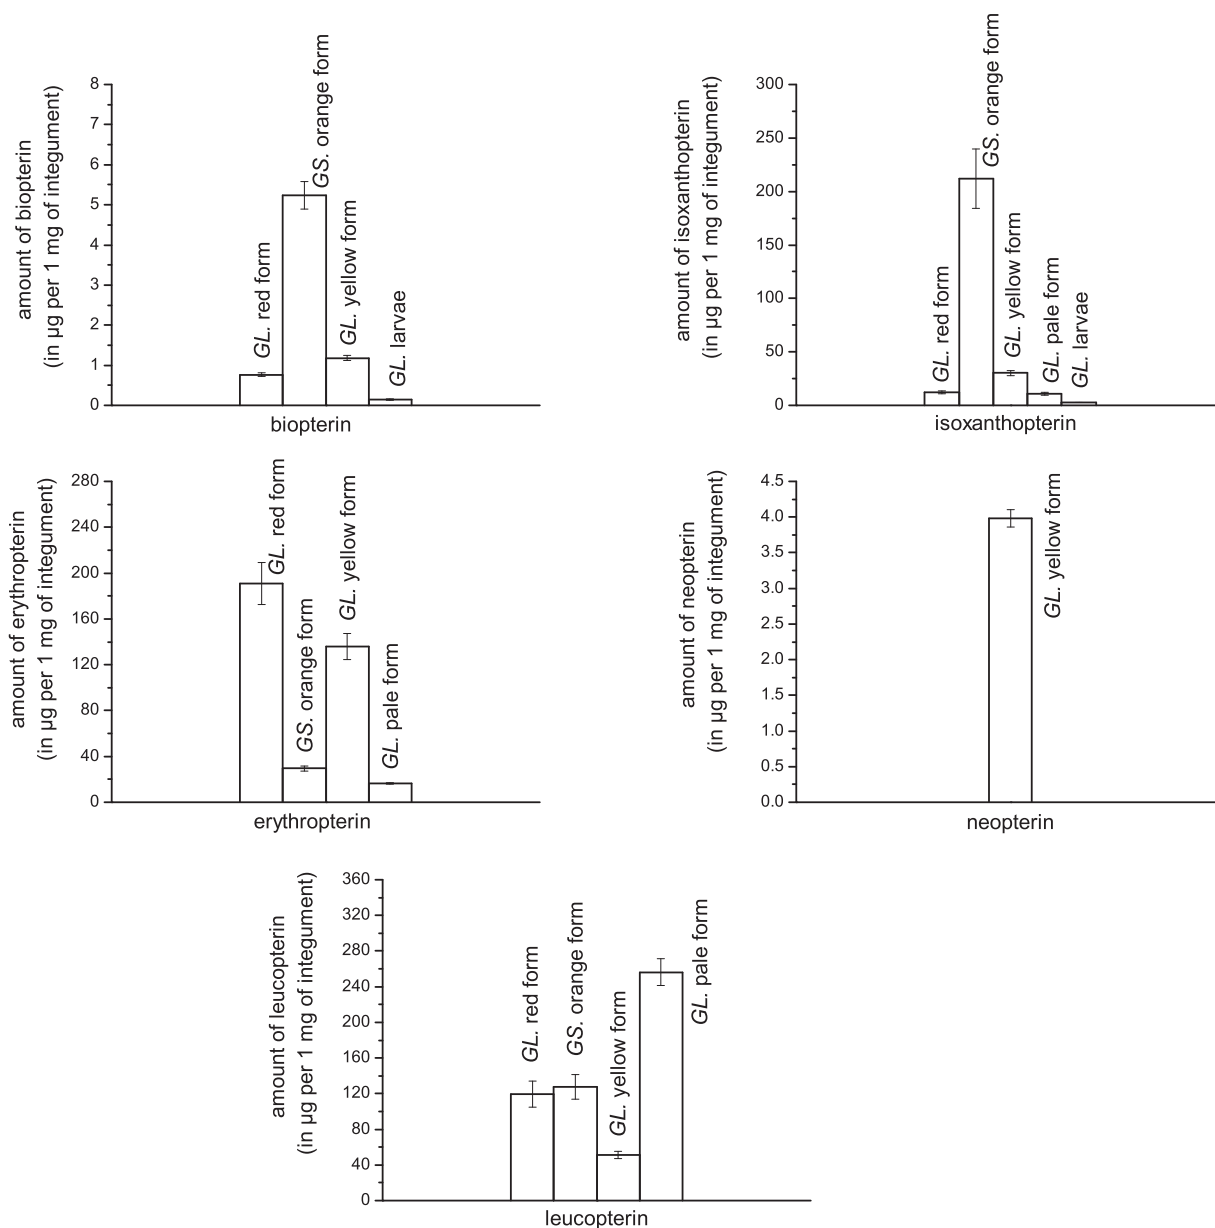 amount of biopterin
(in µg per 1 mg of integument)
8
7
6
5
4
3
2
1
0
GL. red form
GS. orange form
GL. yellow form
GL. larvae
biopterin
amount of isoxanthopterin
(in µg per 1 mg of integument)
300
250
200
150
100
50
0
GL. red form
GS. orange form
GL. yellow form
GL. pale form
GL. larvae
isoxanthopterin
amount of erythropterin
(in µg per 1 mg of integument)
280
240
200
160
120
80
40
0
GL. red form
GS. orange form
GL. yellow form
GL. pale form
erythropterin
amount of neopterin
(in µg per 1 mg of integument)
4.5
4.0
3.5
3.0
2.5
2.0
1.5
1.0
0.5
0.0
GL. yellow form
neopterin
amount of leucopterin
(in µg per 1 mg of integument)
360
320
280
240
200
160
120
80
40
0
GL. red form
GS. orange form
GL. yellow form
GL. pale form
leucopterin